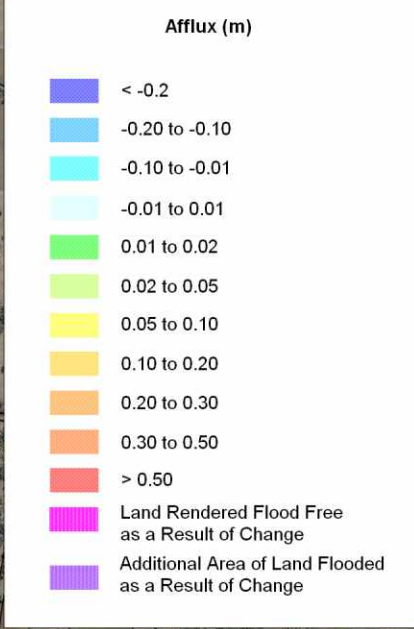 Afflux (m)
< -0.2
-0.20 to -0.10
-0.10 to -0.01
-0.01 to 0.01
0.01 to 0.02
0.02 to 0.05
0.05 to 0.10
0.10 to 0.20
0.20 to 0.30
0.30 to 0.50
> 0.50
Land Rendered Flood Free
as a Result of Change
Additional Area of Land Flooded
as a Result of Change